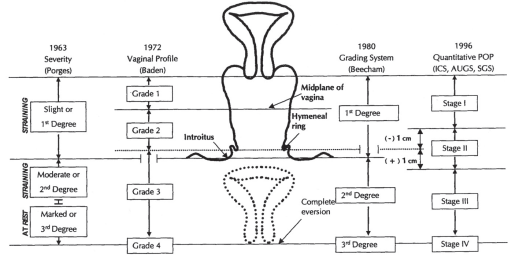 1963
Severity
(Porges)
1972
Vaginal Profile
(Baden)
1980
Grading System
(Beecham)
1996
Quantitative POP
(ICS, AUGS, SGS)
STRAINING
Slight or
1st Degree
STRAINING
Moderate or
2nd Degree
AT REST
Marked or
3rd Degree
Grade 1
Grade 2
Grade 3
Grade 4
Introitus
Midplane of
vagina
Hymeneal
ring
Complete
eversion
1st Degree
2nd Degree
3rd Degree
(-) 1 cm
(+) 1 cm
Stage I
Stage II
Stage III
Stage IV